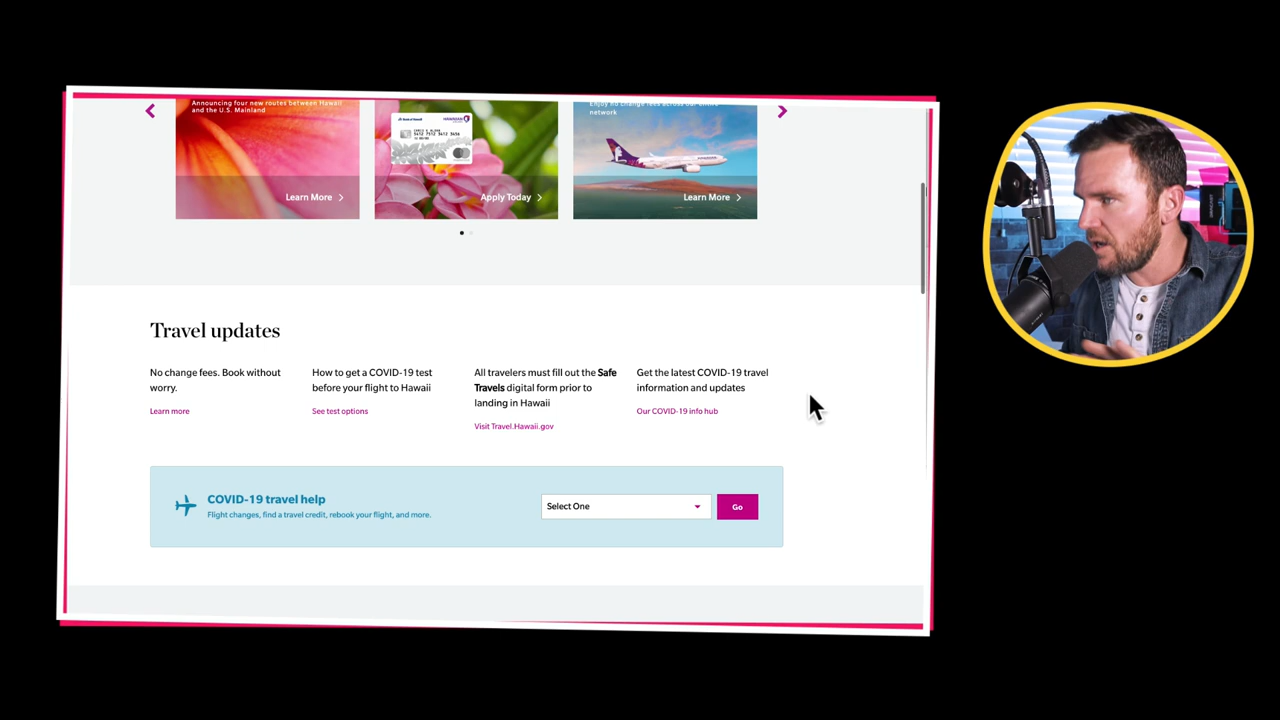 Announcing four new routes between Hawaii
and the U.S. Mainland
Learn More
HAWAIIAN
5412 7512 3412 3456
Apply Today
Enjoy no change fees across our entire
network
Learn More
Travel updates
No change fees. Book without
worry.
Learn more
How to get a COVID-19 test
before your flight to Hawaii
See test options
All travelers must fill out the Safe
Travels digital form prior to
landing in Hawaii
Visit Travel.Hawaii.gov
Get the latest COVID-19 travel
information and updates
Our COVID-19 info hub
COVID-19 travel help
Flight changes, find a travel credit, rebook your flight, and more.
Select One
Go